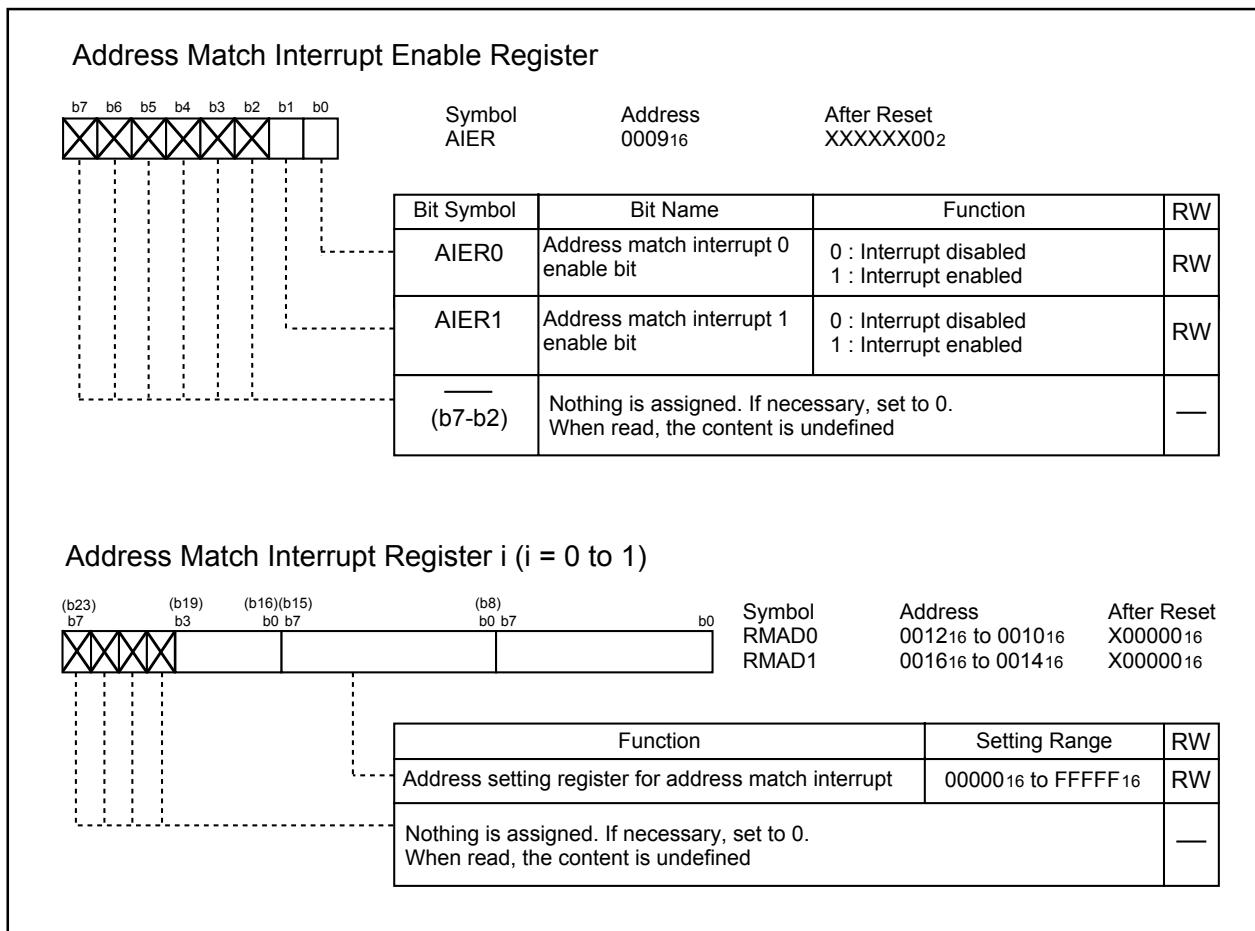 Address Match Interrupt Enable Register
b7 b6 b5 b4 b3 b2 b1 b0
Symbol Address After Reset
AIER 000916 XXXXXX002
Bit Symbol Bit Name Function RW
AIER0 Address match interrupt 0 enable bit 0 : Interrupt disabled 1 : Interrupt enabled RW
AIER1 Address match interrupt 1 enable bit 0 : Interrupt disabled 1 : Interrupt enabled RW
(b7-b2) Nothing is assigned. If necessary, set to 0.
When read, the content is undefined —
Address Match Interrupt Register i (i = 0 to 1)
(b23) (b19) (b16)(b15) (b8)
b7 b3 b0 b7 b0 b7 b0
Symbol Address After Reset
RMAD0 001216 to 001016 X0000016
RMAD1 001616 to 001416 X0000016
Function Setting Range RW
Address setting register for address match interrupt 0000016 to FFFFF16 RW
Nothing is assigned. If necessary, set to 0.
When read, the content is undefined —